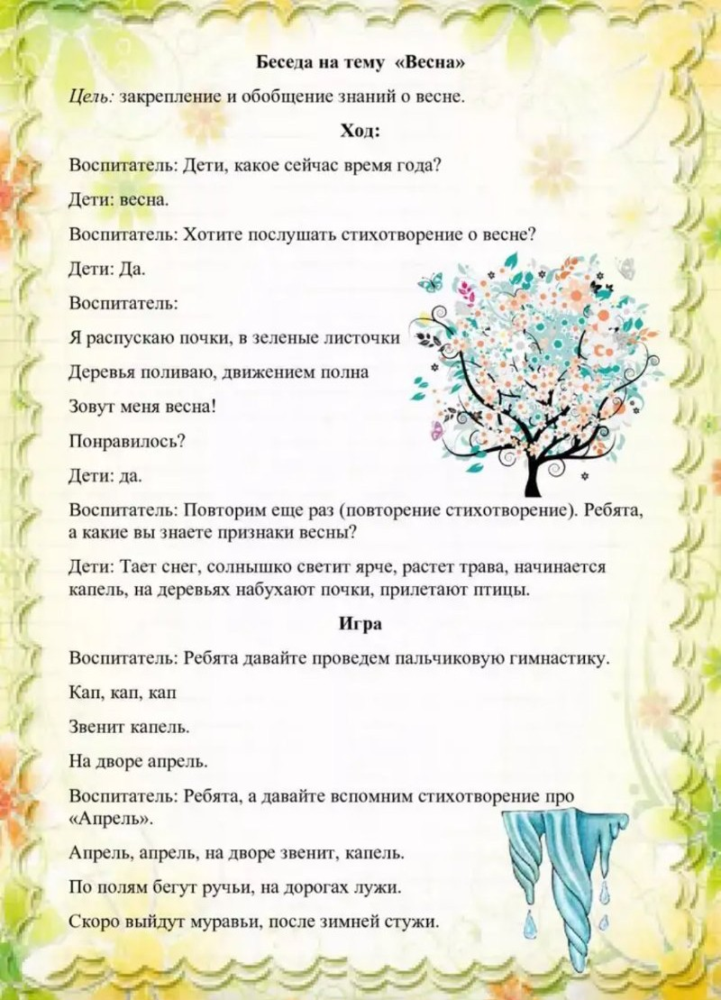 Беседа на тему «Весна»
Цель: закрепление и обобщение знаний о весне.
Ход:
Воспитатель: Дети, какое сейчас время года?
Дети: весна.
Воспитатель: Хотите послушать стихотворение о весне?
Дети: Да.
Воспитатель:
Я распускаю почки, в зеленые листочки
Деревья поливаю, движением полна
Зовут меня весна!
Понравилось?
Дети: да.
Воспитатель: Повторим еще раз (повторение стихотворение). Ребята,
а какие вы знаете признаки весны?
Дети: Тает снег, солнышко светит ярче, растет трава, начинается
капель, на деревьях набухают почки, прилетают птицы.
Игра
Воспитатель: Ребята давайте проведем пальчиковую гимнастику.
Кап, кап, кап
Звенит капель.
На дворе апрель.
Воспитатель: Ребята, а давайте вспомним стихотворение про
«Апрель».
Апрель, апрель, на дворе звенит, капель.
По полям бегут ручьи, на дорогах лужи.
Скоро выйдут муравьи, после зимней стужи.